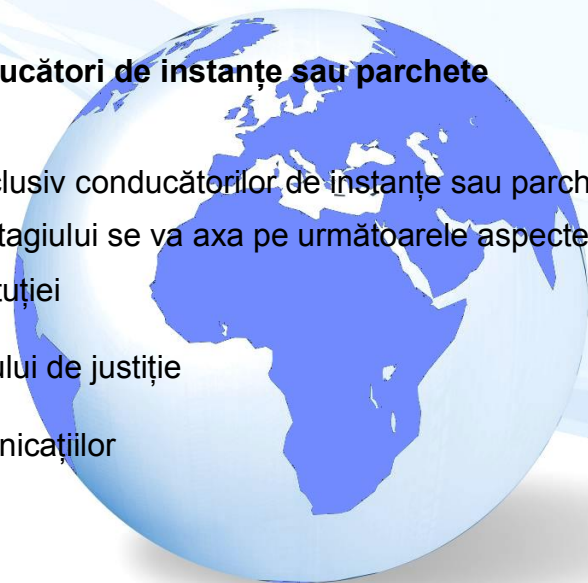 ucători de instanțe sau parchete
clusiv conducătorilor de instanțe sau parch
tagiului se va axa pe următoarele aspecte
tuției
ului de justiție
nicațiilor